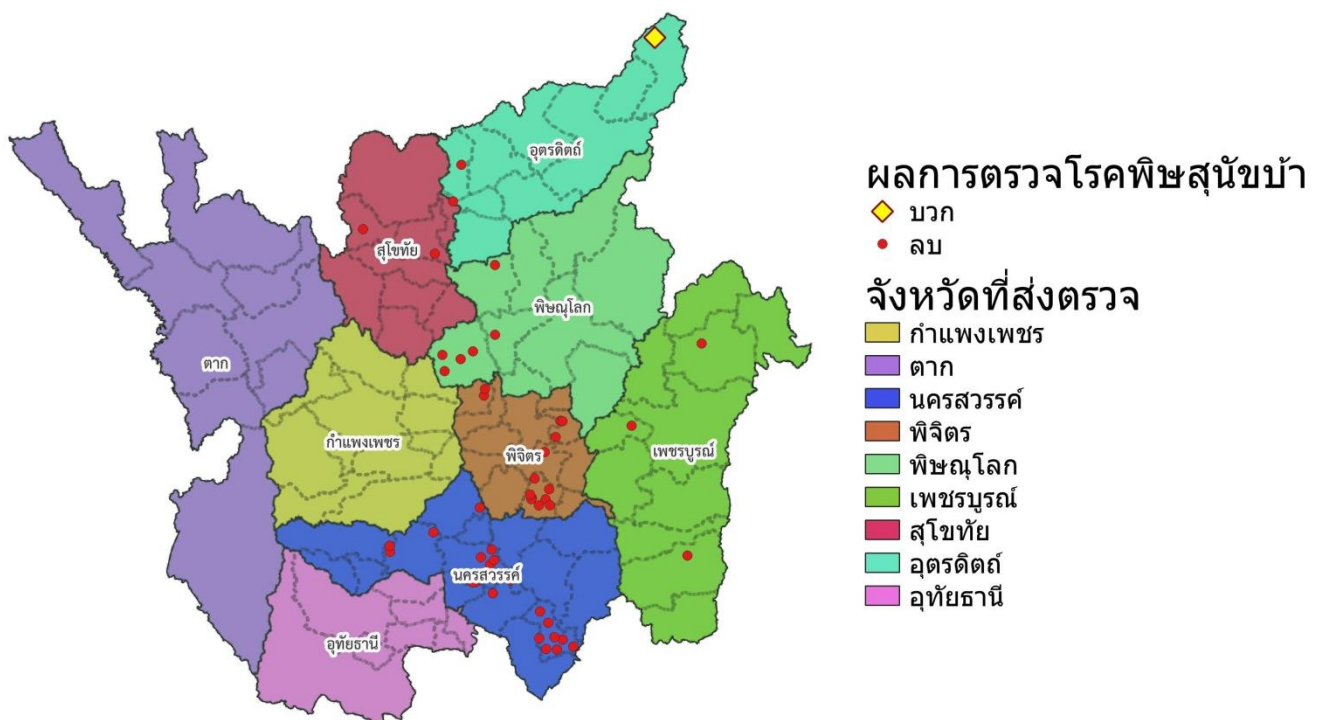 อุตรดิตถ์
สุโขทัย
พิษณุโลก
ตาก
กำแพงเพชร
พิจิตร
เพชรบูรณ์
นครสวรรค์
อุทัยธานี
ผลการตรวจโรคพิษสุนัขบ้า
บวก
ลบ
จังหวัดที่ส่งตรวจ
กำแพงเพชร
ตาก
นครสวรรค์
พิจิตร
พิษณุโลก
เพชรบูรณ์
สุโขทัย
อุตรดิตถ์
อุทัยธานี